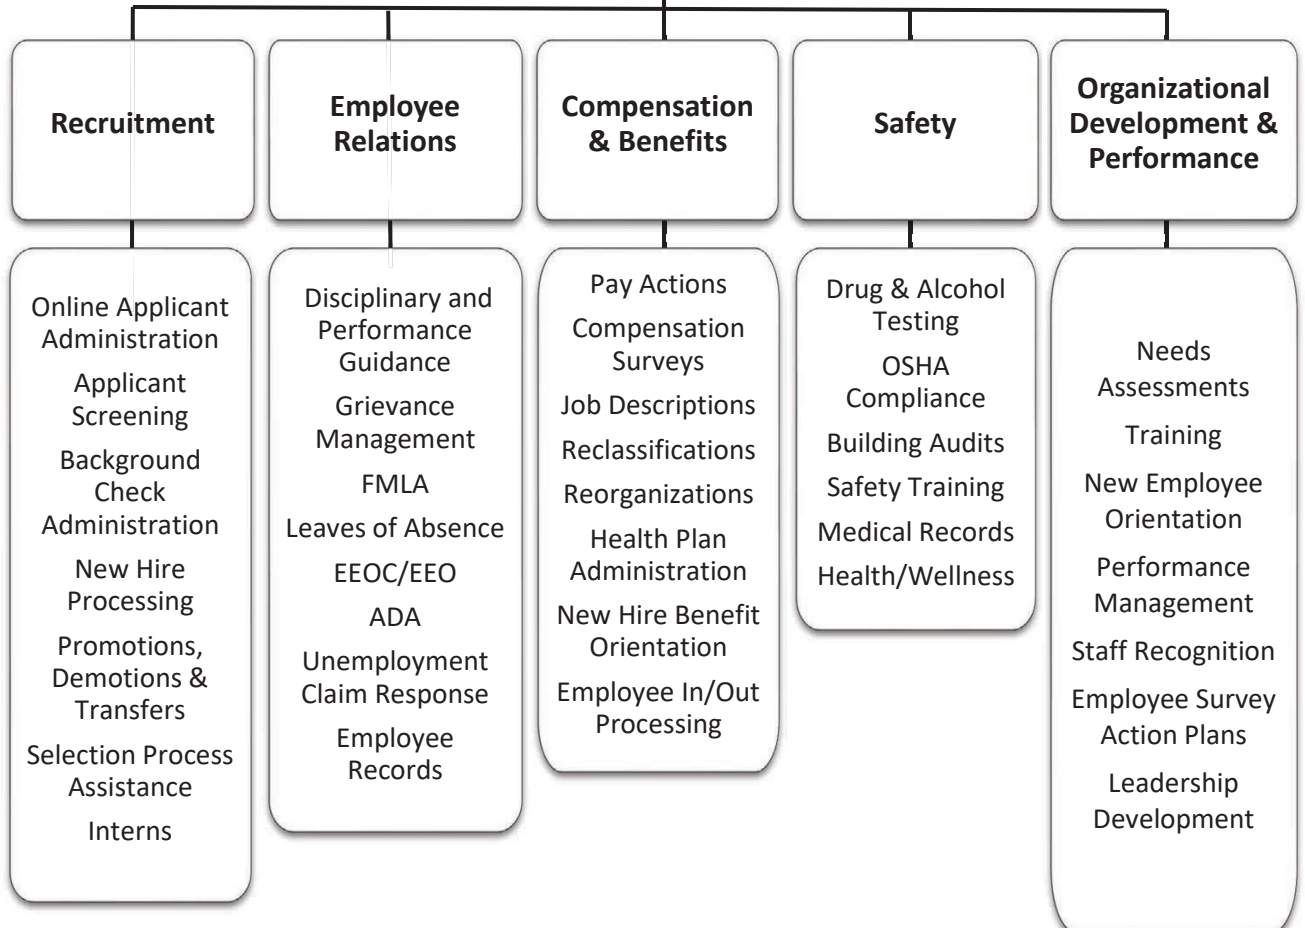 Recruitment
Employee
Relations
Compensation
& Benefits
Safety
Organizational
Development &
Performance
Online Applicant
Administration
Applicant
Screening
Background
Check
Administration
New Hire
Processing
Promotions,
Demotions &
Transfers
Selection Process
Assistance
Interns
Disciplinary and
Performance
Guidance
Grievance
Management
FMLA
Leaves of Absence
EEOC/EEO
ADA
Unemployment
Claim Response
Employee
Records
Pay Actions
Compensation
Surveys
Job Descriptions
Reclassifications
Reorganizations
Health Plan
Administration
New Hire Benefit
Orientation
Employee In/Out
Processing
Drug & Alcohol
Testing
OSHA
Compliance
Building Audits
Safety Training
Medical Records
Health/Wellness
Needs
Assessments
Training
New Employee
Orientation
Performance
Management
Staff Recognition
Employee Survey
Action Plans
Leadership
Development